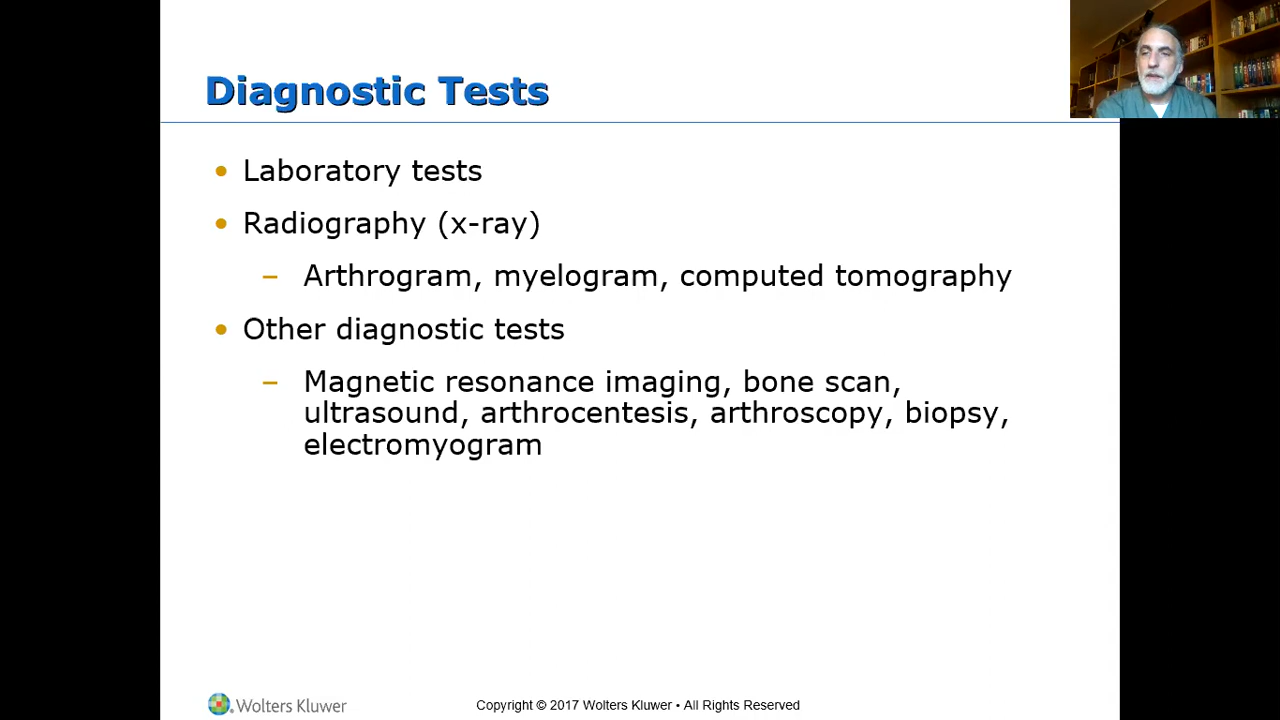 Diagnostic Tests
• Laboratory tests
• Radiography (x-ray)
– Arthrogram, myelogram, computed tomography
• Other diagnostic tests
– Magnetic resonance imaging, bone scan,
ultrasound, arthrocentesis, arthroscopy, biopsy,
electromyogram
Wolters Kluwer
Copyright © 2017 Wolters Kluwer • All Rights Reserved